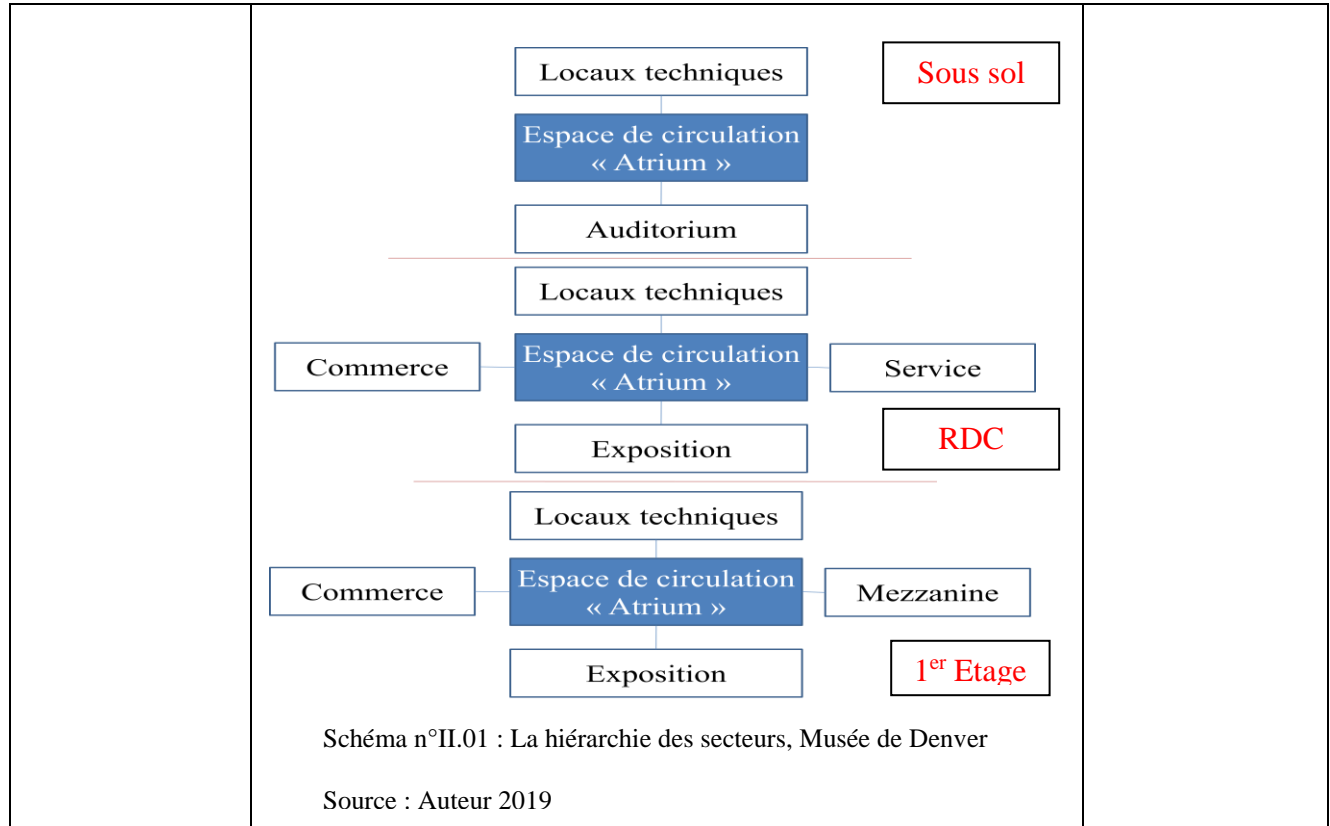 Locaux techniques
Sous sol
Espace de circulation
« Atrium »
Auditorium
Locaux techniques
Commerce
Espace de circulation
« Atrium »
Service
Exposition
RDC
Locaux techniques
Commerce
Espace de circulation
« Atrium »
Mezzanine
Exposition
1er Etage
Schéma n°II.01 : La hiérarchie des secteurs, Musée de Denver
Source : Auteur 2019